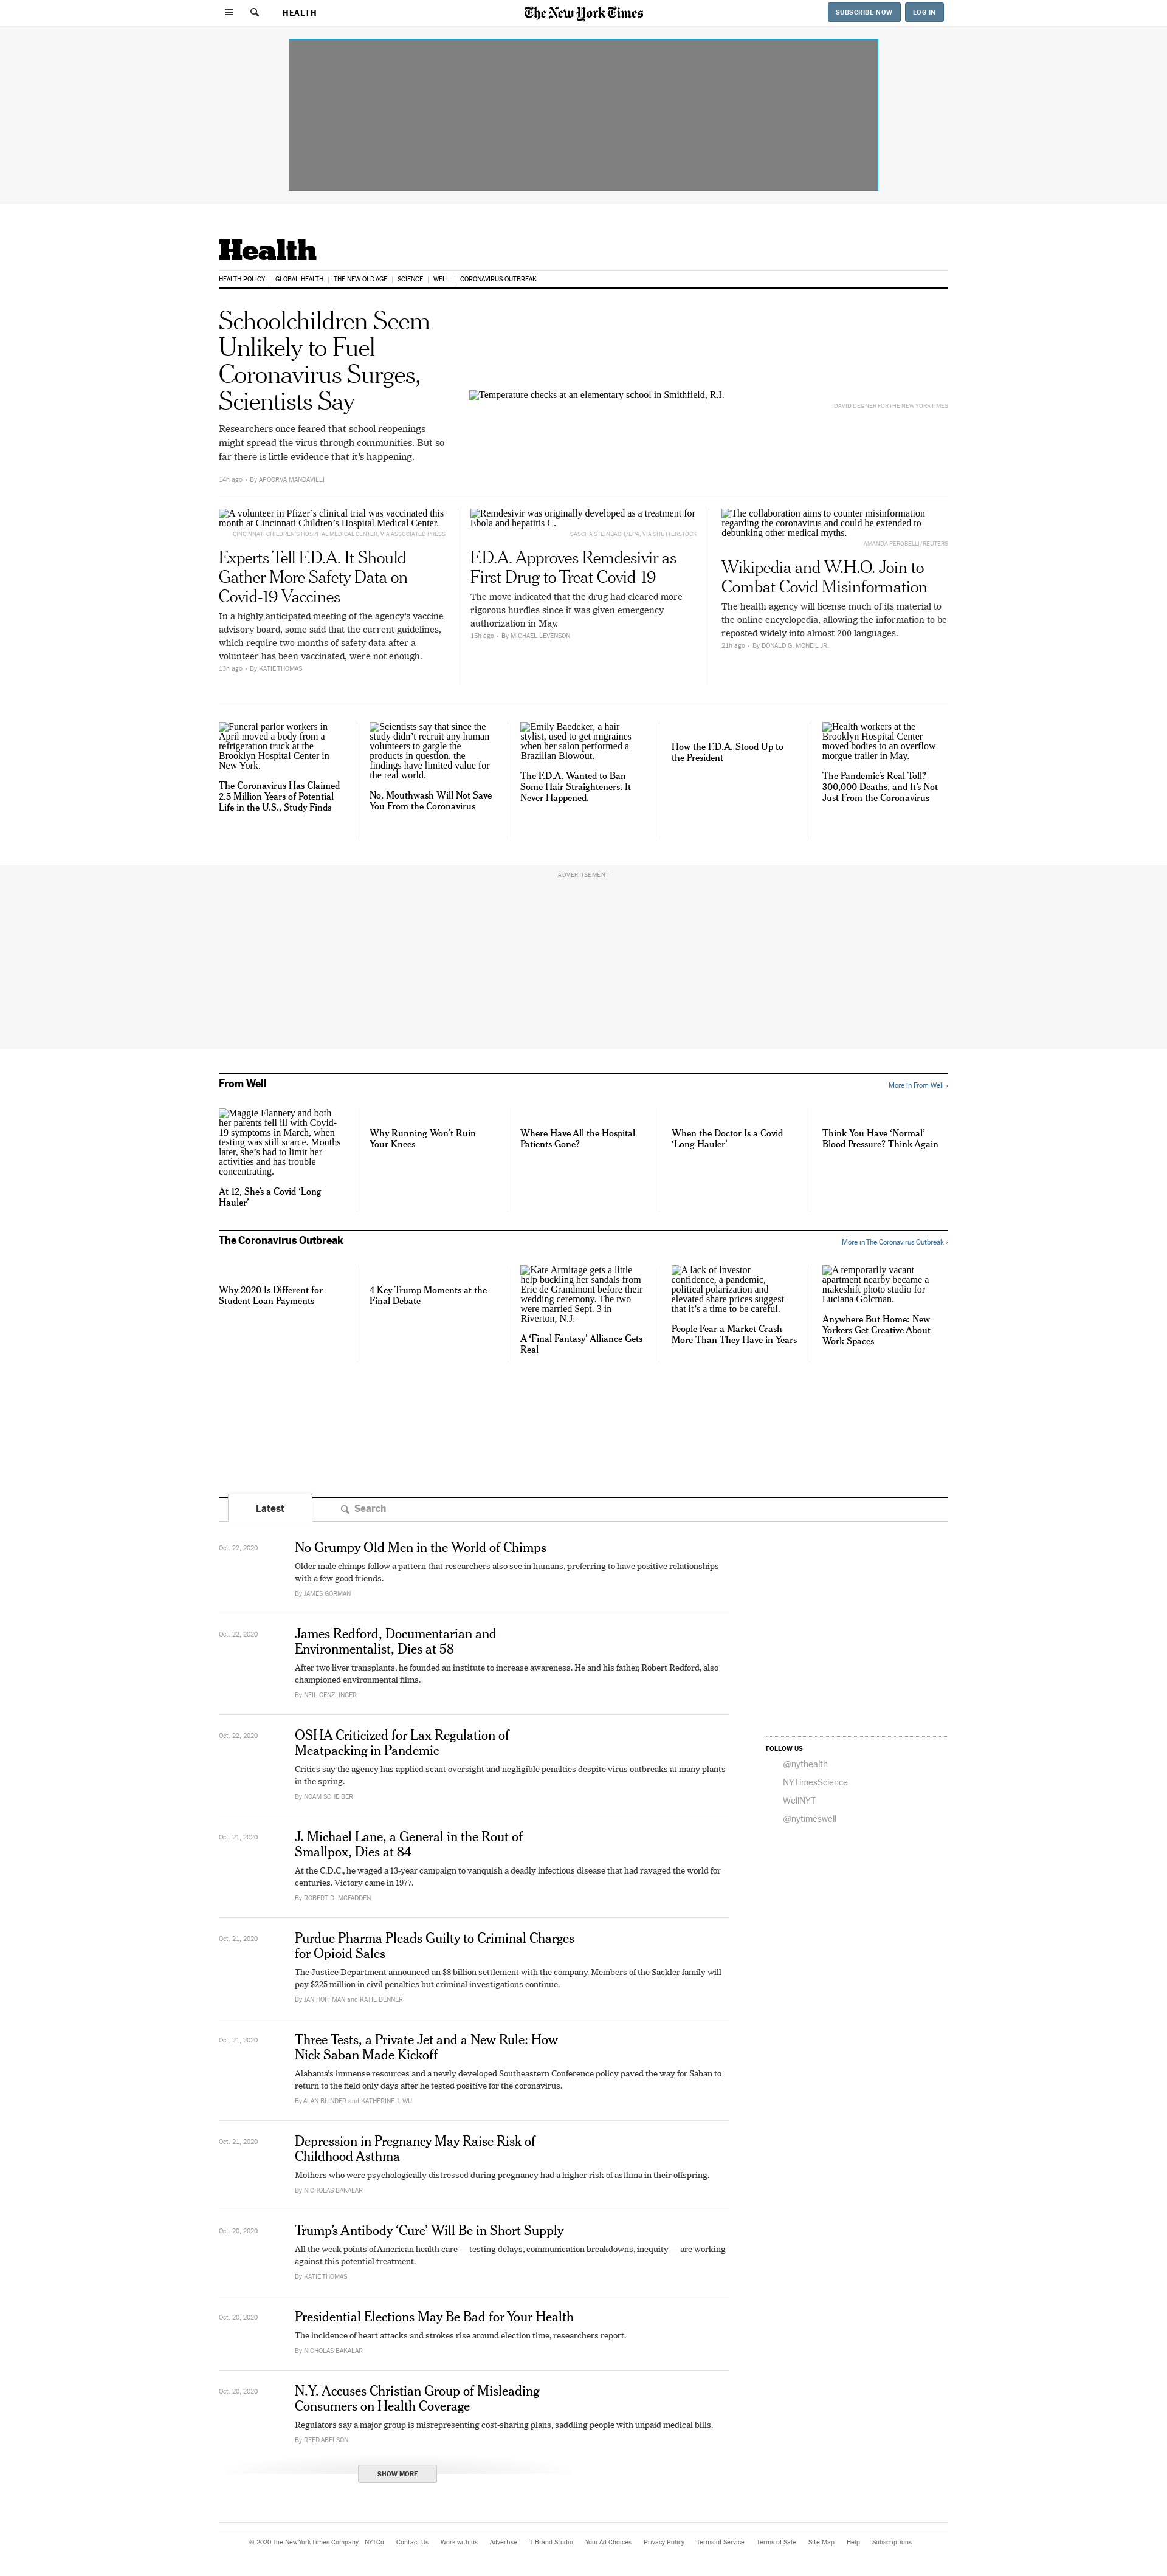 HEALTH
The New York Times
SUBSCRIBE NOW
LOG IN
Health
HEALTH POLICY
GLOBAL HEALTH
THE NEW OLD AGE
SCIENCE
WELL
CORONAVIRUS OUTBREAK
Schoolchildren Seem
Unlikely to Fuel
Coronavirus Surges,
Scientists Say
Researchers once feared that school reopenings
might spread the virus through communities. But so
far there is little evidence that it's happening.
14h ago • By APOORVA MANDAVILLI
Temperature checks at an elementary school in Smithfield, R.I.
DAVID DEGNER FOR THE NEW YORK TIMES
A volunteer in Pfizer's clinical trial was vaccinated this
month at Cincinnati Children's Hospital Medical Center.
CINCINNATI CHILDREN'S HOSPITAL MEDICAL CENTER, VIA ASSOCIATED PRESS
Experts Tell F.D.A. It Should
Gather More Safety Data on
Covid-19 Vaccines
In a highly anticipated meeting of the agency's vaccine
advisory board, some said that the current guidelines,
which require two months of safety data after a
volunteer has been vaccinated, were not enough.
13h ago • By KATIE THOMAS
Remdesivir was originally developed as a treatment for
Ebola and hepatitis C.
SASCHA STEINBACH/EPA, VIA SHUTTERSTOCK
F.D.A. Approves Remdesivir as
First Drug to Treat Covid-19
The move indicated that the drug had cleared more
rigorous hurdles since it was given emergency
authorization in May.
15h ago • By MICHAEL LEVENSON
The collaboration aims to counter misinformation
regarding the coronavirus and could be extended to
debunking other medical myths.
AMANDA PEROBELLI/REUTERS
Wikipedia and W.H.O. Join to
Combat Covid Misinformation
The health agency will license much of its material to
the online encyclopedia, allowing the information to be
reposted widely into almost 200 languages.
21h ago • By DONALD G. MCNEIL JR.
Funeral parlor workers in
April moved a body from a
refrigeration truck at the
Brooklyn Hospital Center in
New York.
The Coronavirus Has Claimed
2.5 Million Years of Potential
Life in the U.S., Study Finds
Scientists say that since the
study didn't recruit any human
volunteers to gargle the
products in question, the
findings have limited value for
the real world.
No, Mouthwash Will Not Save
You From the Coronavirus
Emily Baedeker, a hair
stylist, used to get migraines
when her salon performed a
Brazilian Blowout.
The F.D.A. Wanted to Ban
Some Hair Straighteners. It
Never Happened.
How the F.D.A. Stood Up to
the President
Health workers at the
Brooklyn Hospital Center
moved bodies to an overflow
morgue trailer in May.
The Pandemic's Real Toll?
300,000 Deaths, and It's Not
Just From the Coronavirus
ADVERTISEMENT
From Well
More in From Well ›
Maggie Flannery and both
her parents fell ill with Covid-
19 symptoms in March, when
testing was still scarce. Months
later, she's had to limit her
activities and has trouble
concentrating.
At 12, She's a Covid 'Long
Hauler'
Why Running Won't Ruin
Your Knees
Where Have All the Hospital
Patients Gone?
When the Doctor Is a Covid
'Long Hauler'
Think You Have 'Normal'
Blood Pressure? Think Again
The Coronavirus Outbreak
More in The Coronavirus Outbreak ›
Why 2020 Is Different for
Student Loan Payments
4 Key Trump Moments at the
Final Debate
Kate Armitage gets a little
help buckling her sandals from
Eric de Grandmont before their
wedding ceremony. The two
were married Sept. 3 in
Riverton, N.J.
A 'Final Fantasy' Alliance Gets
Real
A lack of investor
confidence, a pandemic,
political polarization and
elevated share prices suggest
that it's a time to be careful.
People Fear a Market Crash
More Than They Have in Years
A temporarily vacant
apartment nearby became a
makeshift photo studio for
Luciana Golcman.
Anywhere But Home: New
Yorkers Get Creative About
Work Spaces
Latest
Search
Oct. 22, 2020
No Grumpy Old Men in the World of Chimps
Older male chimps follow a pattern that researchers also see in humans, preferring to have positive relationships
with a few good friends.
By JAMES GORMAN
Oct. 22, 2020
James Redford, Documentarian and
Environmentalist, Dies at 58
After two liver transplants, he founded an institute to increase awareness. He and his father, Robert Redford, also
championed environmental films.
By NEIL GENZLINGER
Oct. 22, 2020
OSHA Criticized for Lax Regulation of
Meatpacking in Pandemic
Critics say the agency has applied scant oversight and negligible penalties despite virus outbreaks at many plants
in the spring.
By NOAM SCHEIBER
FOLLOW US
@nythealth
NYTimesScience
WellNYT
@nytimeswell
Oct. 21, 2020
J. Michael Lane, a General in the Rout of
Smallpox, Dies at 84
At the C.D.C., he waged a 13-year campaign to vanquish a deadly infectious disease that had ravaged the world for
centuries. Victory came in 1977.
By ROBERT D. MCFADDEN
Oct. 21, 2020
Purdue Pharma Pleads Guilty to Criminal Charges
for Opioid Sales
The Justice Department announced an $8 billion settlement with the company. Members of the Sackler family will
pay $225 million in civil penalties but criminal investigations continue.
By JAN HOFFMAN and KATIE BENNER
Oct. 21, 2020
Three Tests, a Private Jet and a New Rule: How
Nick Saban Made Kickoff
Alabama's immense resources and a newly developed Southeastern Conference policy paved the way for Saban to
return to the field only days after he tested positive for the coronavirus.
By ALAN BLINDER and KATHERINE J. WU
Oct. 21, 2020
Depression in Pregnancy May Raise Risk of
Childhood Asthma
Mothers who were psychologically distressed during pregnancy had a higher risk of asthma in their offspring.
By NICHOLAS BAKALAR
Oct. 20, 2020
Trump's Antibody 'Cure' Will Be in Short Supply
All the weak points of American health care — testing delays, communication breakdowns, inequity — are working
against this potential treatment.
By KATIE THOMAS
Oct. 20, 2020
Presidential Elections May Be Bad for Your Health
The incidence of heart attacks and strokes rise around election time, researchers report.
By NICHOLAS BAKALAR
Oct. 20, 2020
N.Y. Accuses Christian Group of Misleading
Consumers on Health Coverage
Regulators say a major group is misrepresenting cost-sharing plans, saddling people with unpaid medical bills.
By REED ABELSON
SHOW MORE
© 2020 The New York Times Company NYTCo Contact Us Work with us Advertise T Brand Studio Your Ad Choices Privacy Policy Terms of Service Terms of Sale Site Map Help Subscriptions